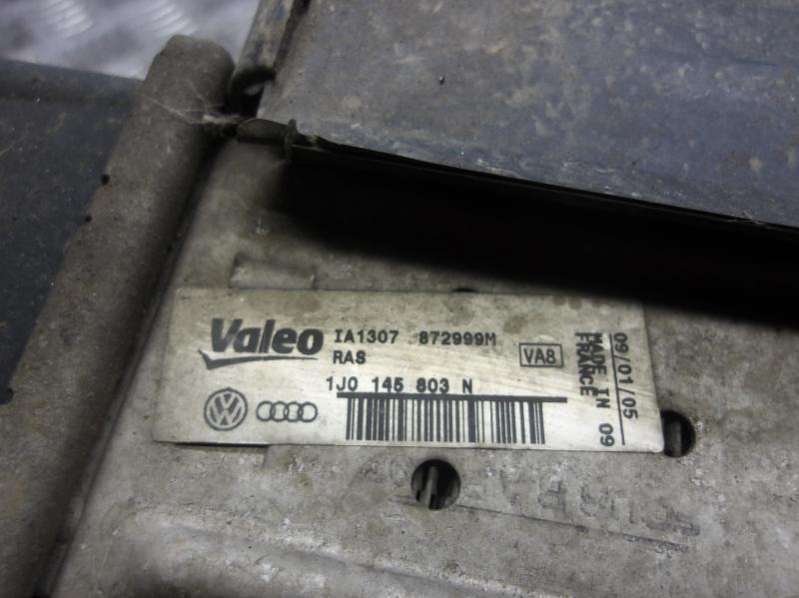 Valeo IA1307 872999M
RAS
VA8
1J0 145 803 N
09/01/05
MADE IN 09
FRANCE